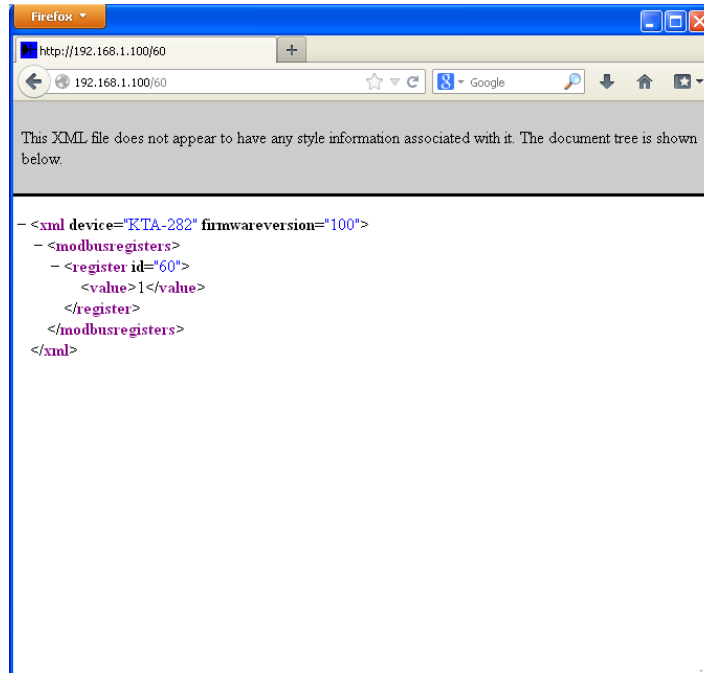 Firefox
http://192.168.1.100/60
192.168.1.100/60 Google
This XML file does not appear to have any style information associated with it. The document tree is shown
below.
− <xml device="KTA-282" firmwareversion="100">
− <modbusregisters>
− <register id="60">
<value>1</value>
</register>
</modbusregisters>
</xml>